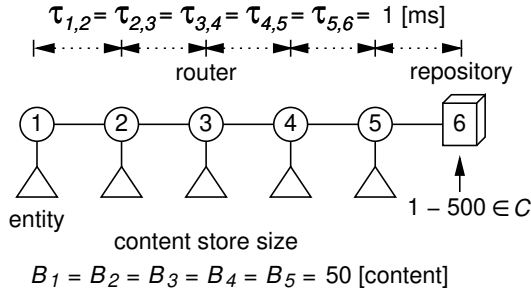 τ1,2 = τ2,3 = τ3,4 = τ4,5 = τ5,6 = 1 [ms]
router repository
1 2 3 4 5 6
entity 1 – 500 ∈ C
content store size
B1 = B2 = B3 = B4 = B5 = 50 [content]